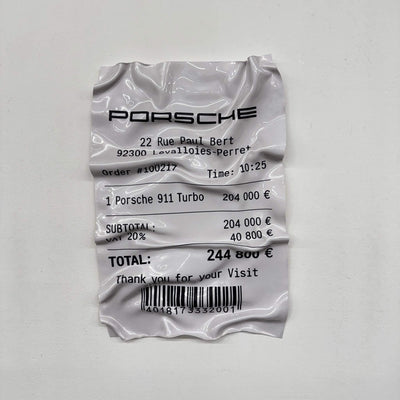 PORSCHE
22 Rue Paul Bert
92300 Levallois-Perret
Order #100217 Time: 10:25
1 Porsche 911 Turbo 204 000 €
SUBTOTAL: 204 000 €
VAT 20% 40 800 €
TOTAL: 244 800 €
Thank you for your Visit
4018173332001